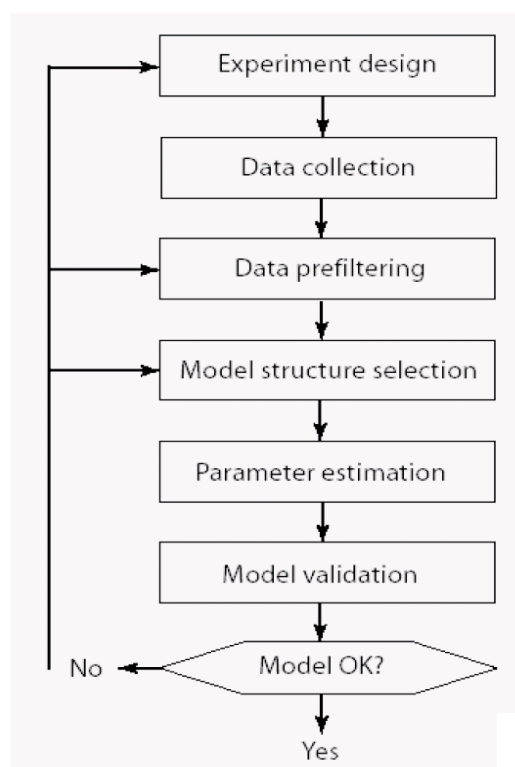 Experiment design
Data collection
Data prefiltering
Model structure selection
Parameter estimation
Model validation
Model OK?
No
Yes